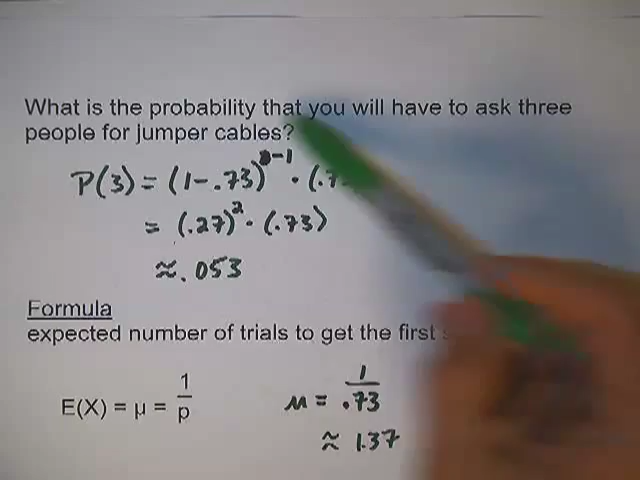 What is the probability that you will have to ask three
people for jumper cables?
P(3) = (1-.73)^3-1 · (.7
= (.27)^2 · (.73)
≈ .053
Formula
expected number of trials to get the first
E(X) = μ = 1/p
μ = 1/.73
≈ 1.37